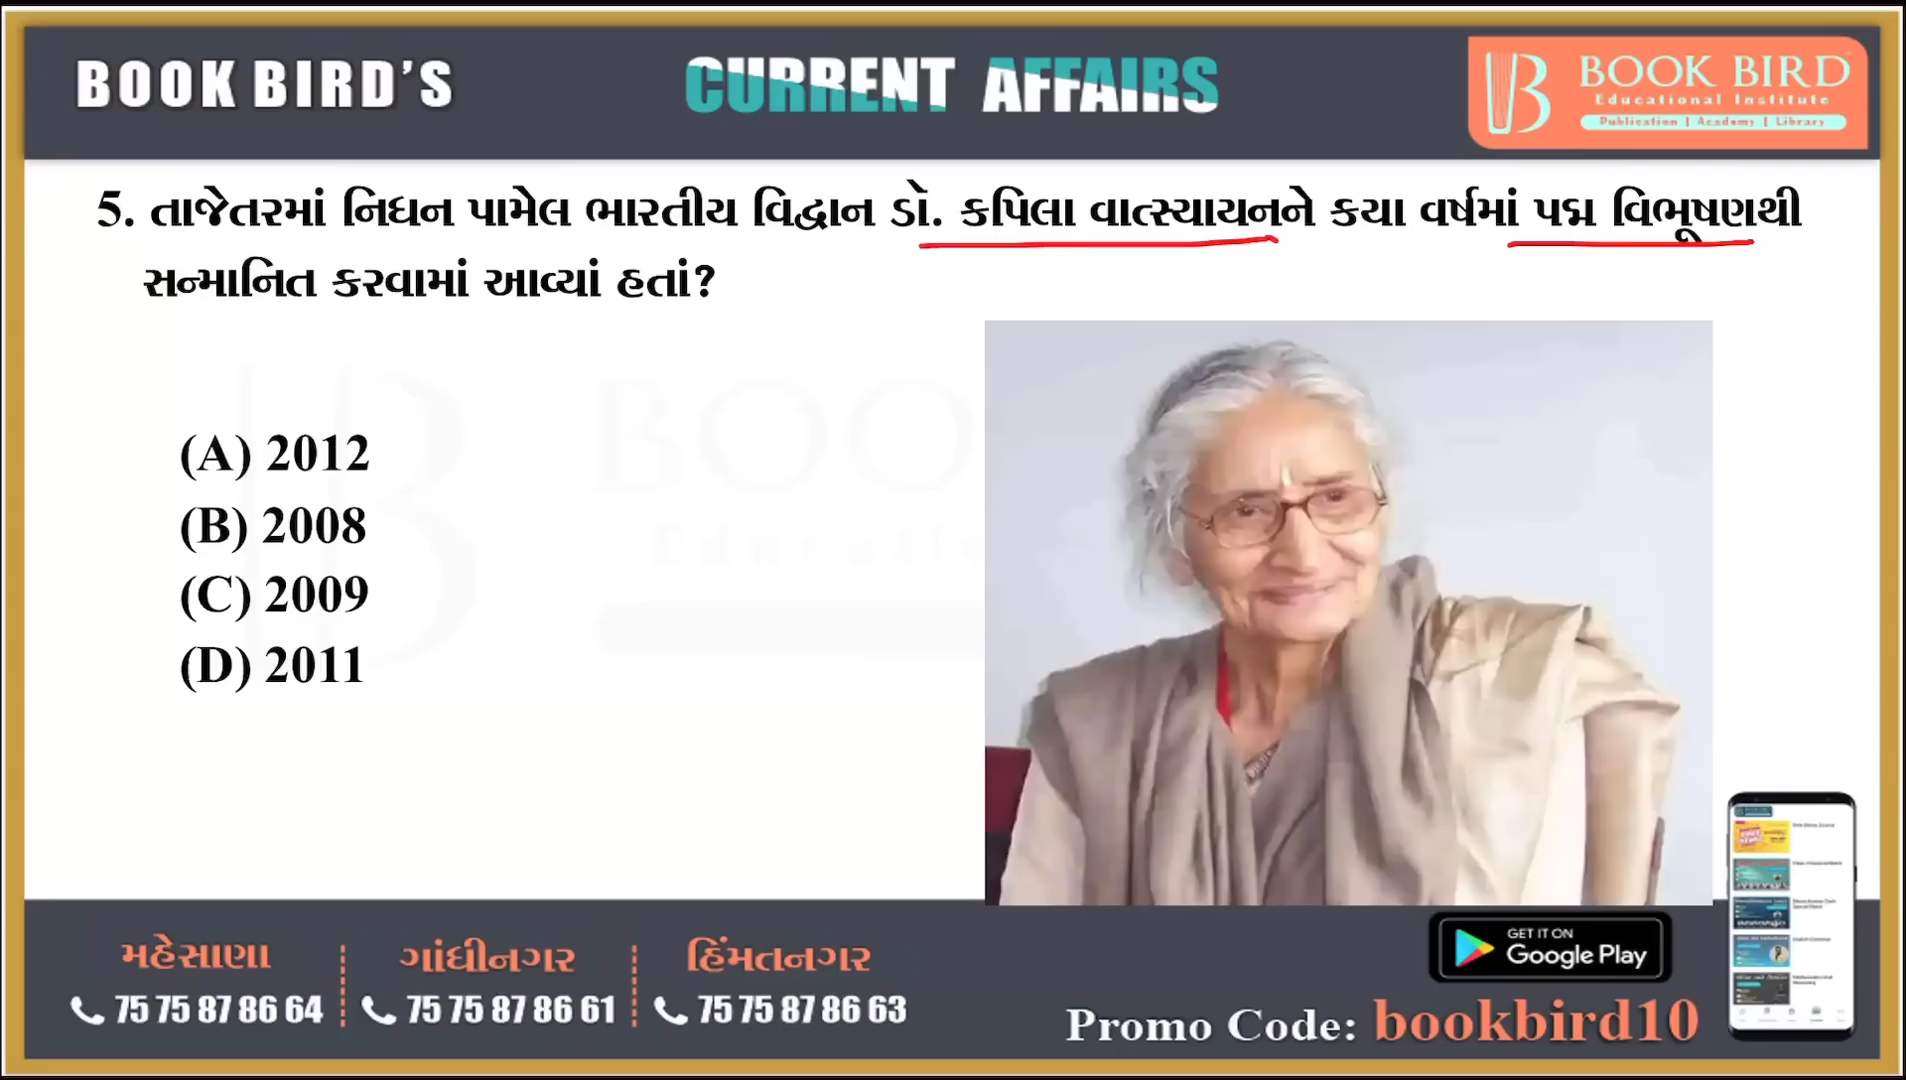 BOOK BIRD'S
CURRENT AFFAIRS
BOOK BIRD
Educational Institute
Publication | Academy | Library
5. તાજેતરમાં નિધન પામેલ ભારતીય વિદ્વાન ડો. કપિલા વાત્સ્યાયનને કયા વર્ષમાં પદ્મ વિભૂષણથી
સન્માનિત કરવામાં આવ્યાં હતાં?
(A) 2012
(B) 2008
(C) 2009
(D) 2011
મહેસાણા
75 75 87 86 64
ગાંધીનગર
75 75 87 86 61
હિંમતનગર
75 75 87 86 63
GET IT ON
Google Play
Promo Code: bookbird10